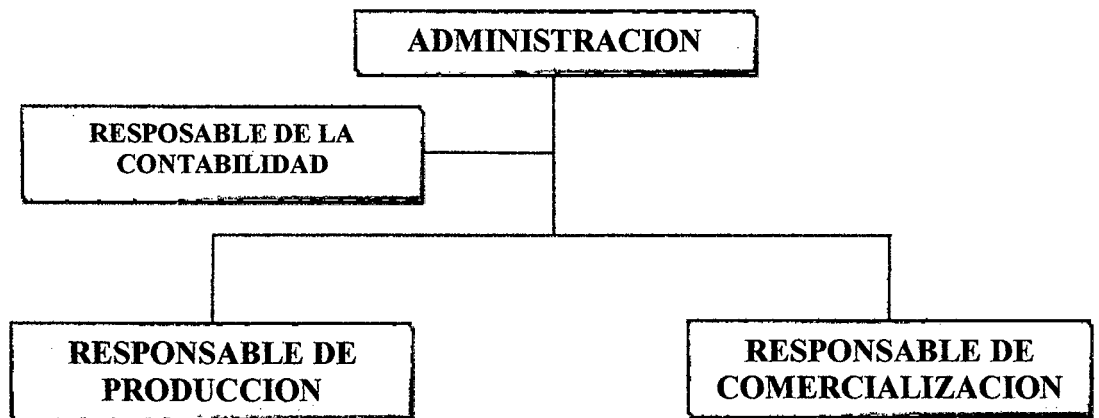 ADMINISTRACION
RESPOSABLE DE LA
CONTABILIDAD
RESPONSABLE DE
PRODUCCION
RESPONSABLE DE
COMERCIALIZACION